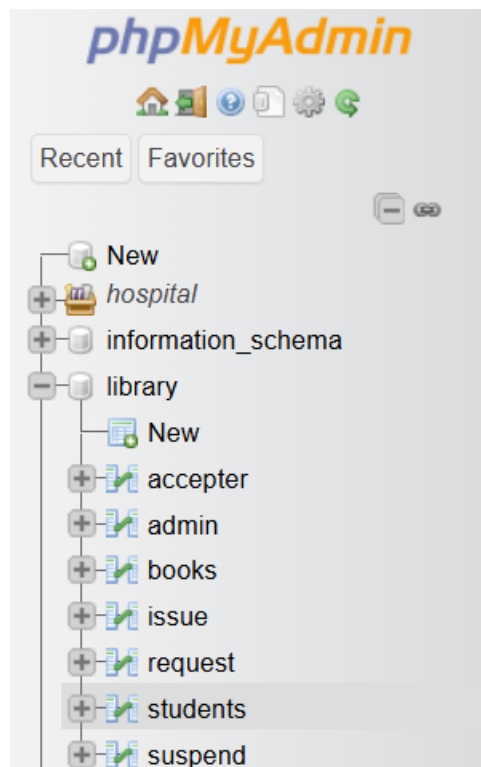 phpMyAdmin
Recent Favorites
New
hospital
information_schema
library
New
accepter
admin
books
issue
request
students
suspend